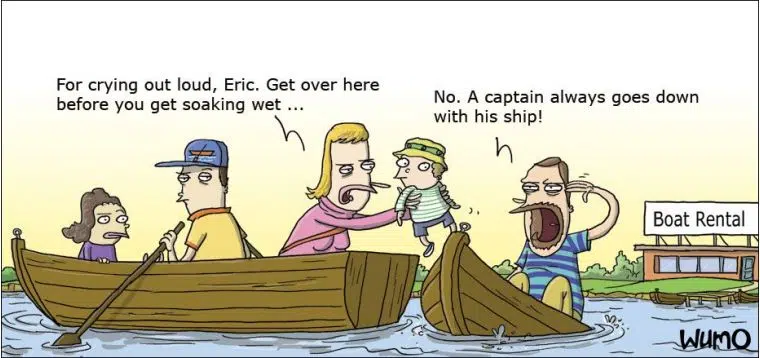 For crying out loud, Eric. Get over here
before you get soaking wet ...
No. A captain always goes down
with his ship!
Boat Rental
WUMO